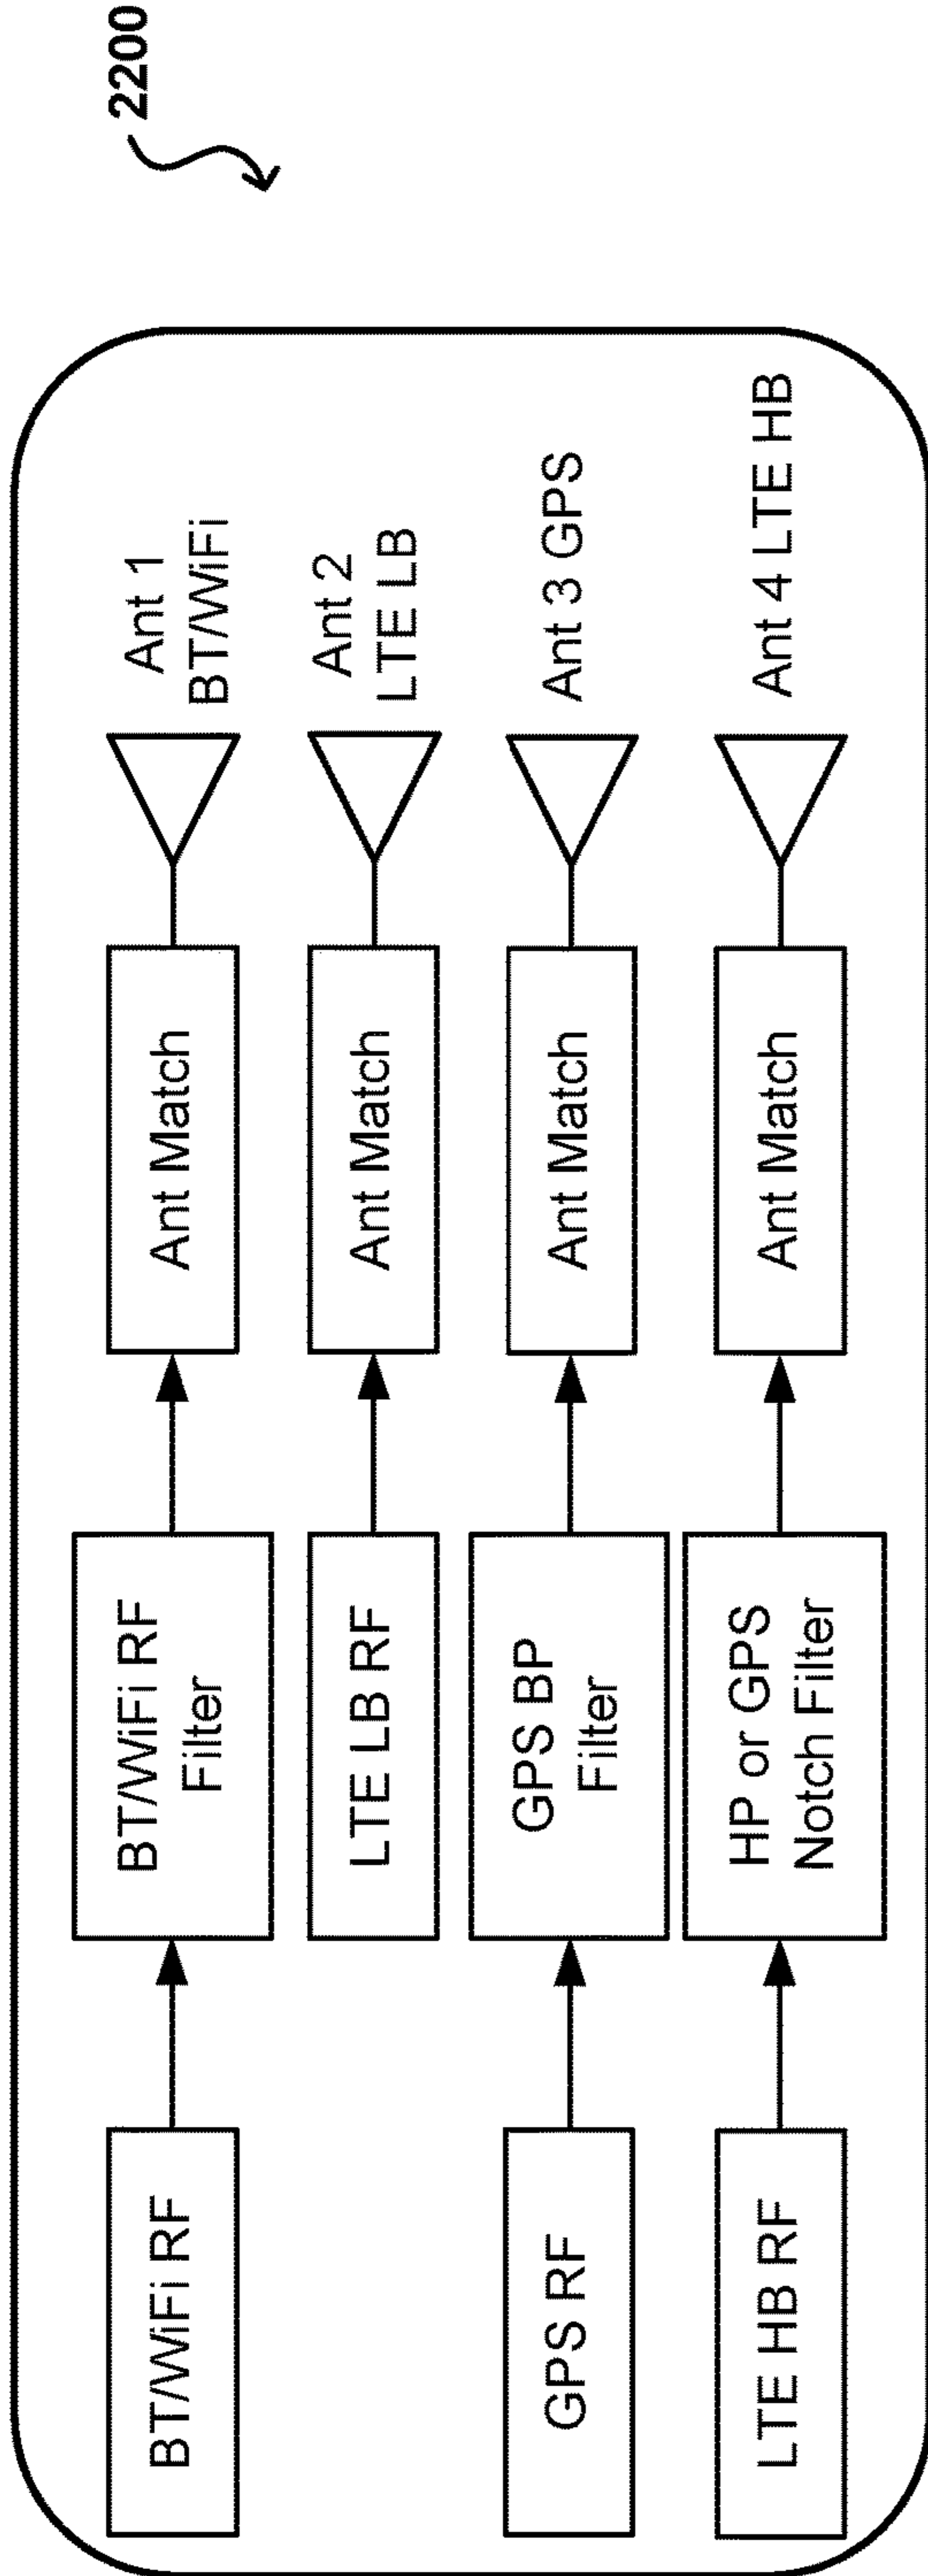 2200
BT/WiFi RF
BT/WiFi RF
Filter
Ant Match
Ant 1
BT/WiFi
LTE LB RF
Ant Match
Ant 2
LTE LB
GPS RF
GPS BP
Filter
Ant Match
Ant 3 GPS
LTE HB RF
HP or GPS
Notch Filter
Ant Match
Ant 4 LTE HB